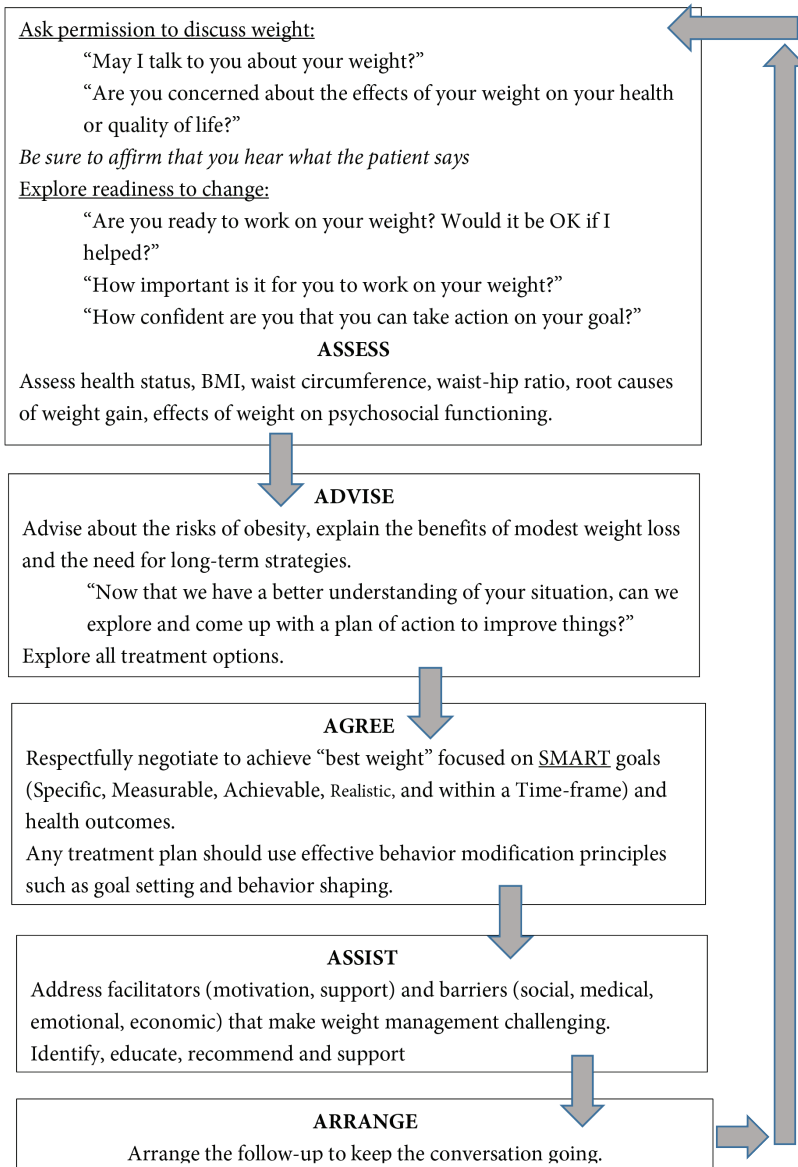 Ask permission to discuss weight:
“May I talk to you about your weight?”
“Are you concerned about the effects of your weight on your health
or quality of life?”
Be sure to affirm that you hear what the patient says
Explore readiness to change:
“Are you ready to work on your weight? Would it be OK if I
helped?”
“How important is it for you to work on your weight?”
“How confident are you that you can take action on your goal?”
ASSESS
Assess health status, BMI, waist circumference, waist-hip ratio, root causes
of weight gain, effects of weight on psychosocial functioning.
ADVISE
Advise about the risks of obesity, explain the benefits of modest weight loss
and the need for long-term strategies.
“Now that we have a better understanding of your situation, can we
explore and come up with a plan of action to improve things?”
Explore all treatment options.
AGREE
Respectfully negotiate to achieve “best weight” focused on SMART goals
(Specific, Measurable, Achievable, Realistic, and within a Time-frame) and
health outcomes.
Any treatment plan should use effective behavior modification principles
such as goal setting and behavior shaping.
ASSIST
Address facilitators (motivation, support) and barriers (social, medical,
emotional, economic) that make weight management challenging.
Identify, educate, recommend and support
ARRANGE
Arrange the follow-up to keep the conversation going.